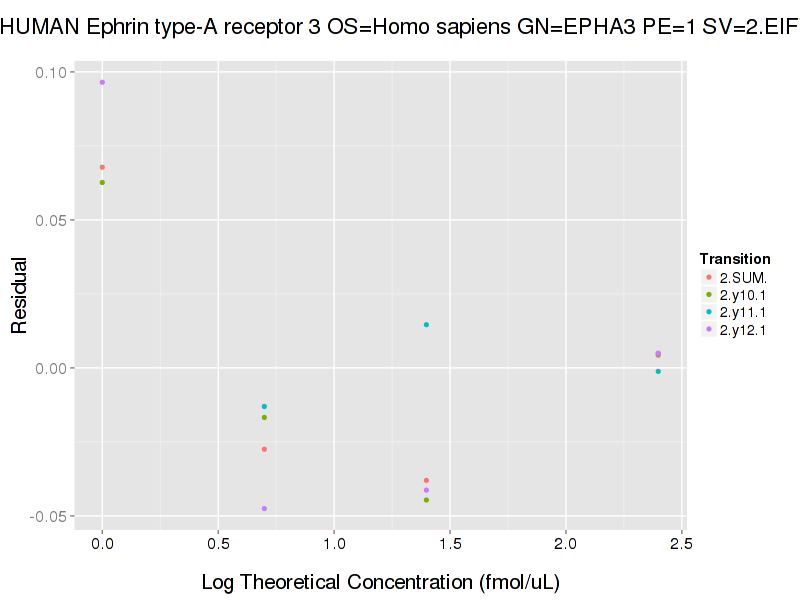 HUMAN Ephrin type-A receptor 3 OS=Homo sapiens GN=EPHA3 PE=1 SV=2.EIF
0.10
0.05
0.00
-0.05
Residual
0.0 0.5 1.0 1.5 2.0 2.5
Log Theoretical Concentration (fmol/uL)
Transition
2.SUM.
2.y10.1
2.y11.1
2.y12.1